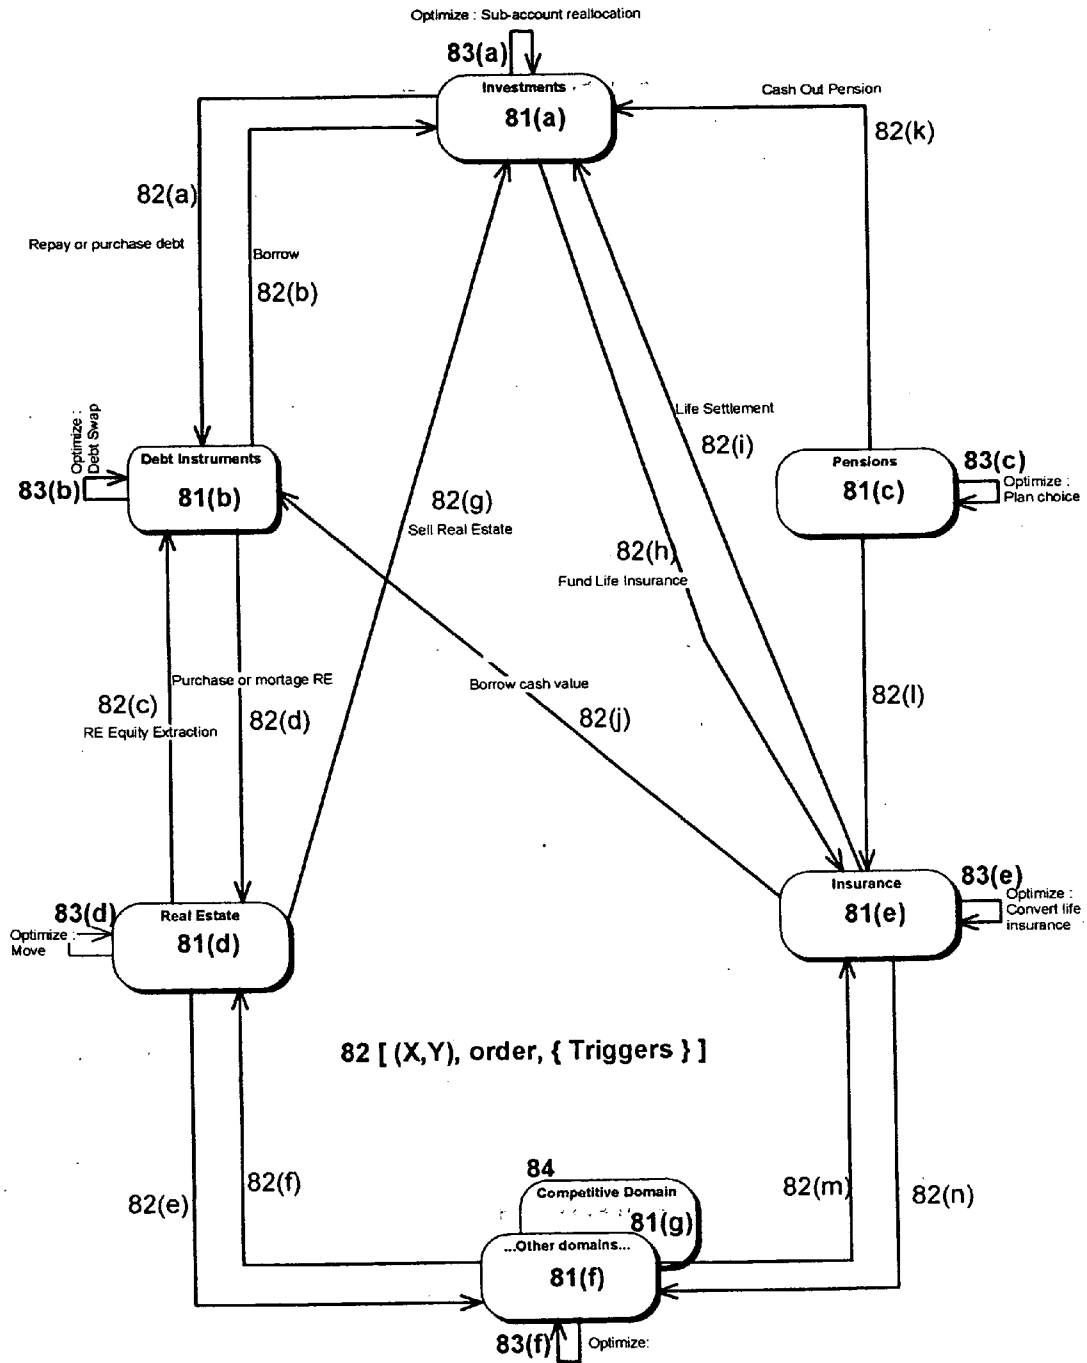 Optimize : Sub-account reallocation
83(a)
Investments
81(a)
Cash Out Pension
82(k)
82(a)
Repay or purchase debt
Borrow
82(b)
Life Settlement
82(i)
Optimize :
Debt Swap
83(b)
Debt Instruments
81(b)
82(g)
Sell Real Estate
Pensions
81(c)
83(c)
Optimize :
Plan choice
82(h)
Fund Life Insurance
82(c)
RE Equity Extraction
Purchase or mortage RE
82(d)
Borrow cash value
82(j)
82(l)
83(d)
Optimize :
Move
Real Estate
81(d)
Insurance
81(e)
83(e)
Optimize :
Convert life
insurance
82 [ (X,Y), order, { Triggers } ]
82(e)
82(f)
84
Competitive Domain
81(g)
...Other domains...
81(f)
82(m)
82(n)
83(f)
Optimize: